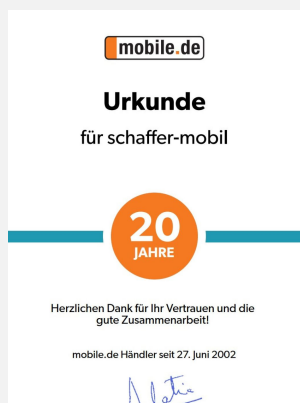 mobile.de
Urkunde
für schaffer-mobil
20
JAHRE
Herzlichen Dank für Ihr Vertrauen und die
gute Zusammenarbeit!
mobile.de Händler seit 27. Juni 2002